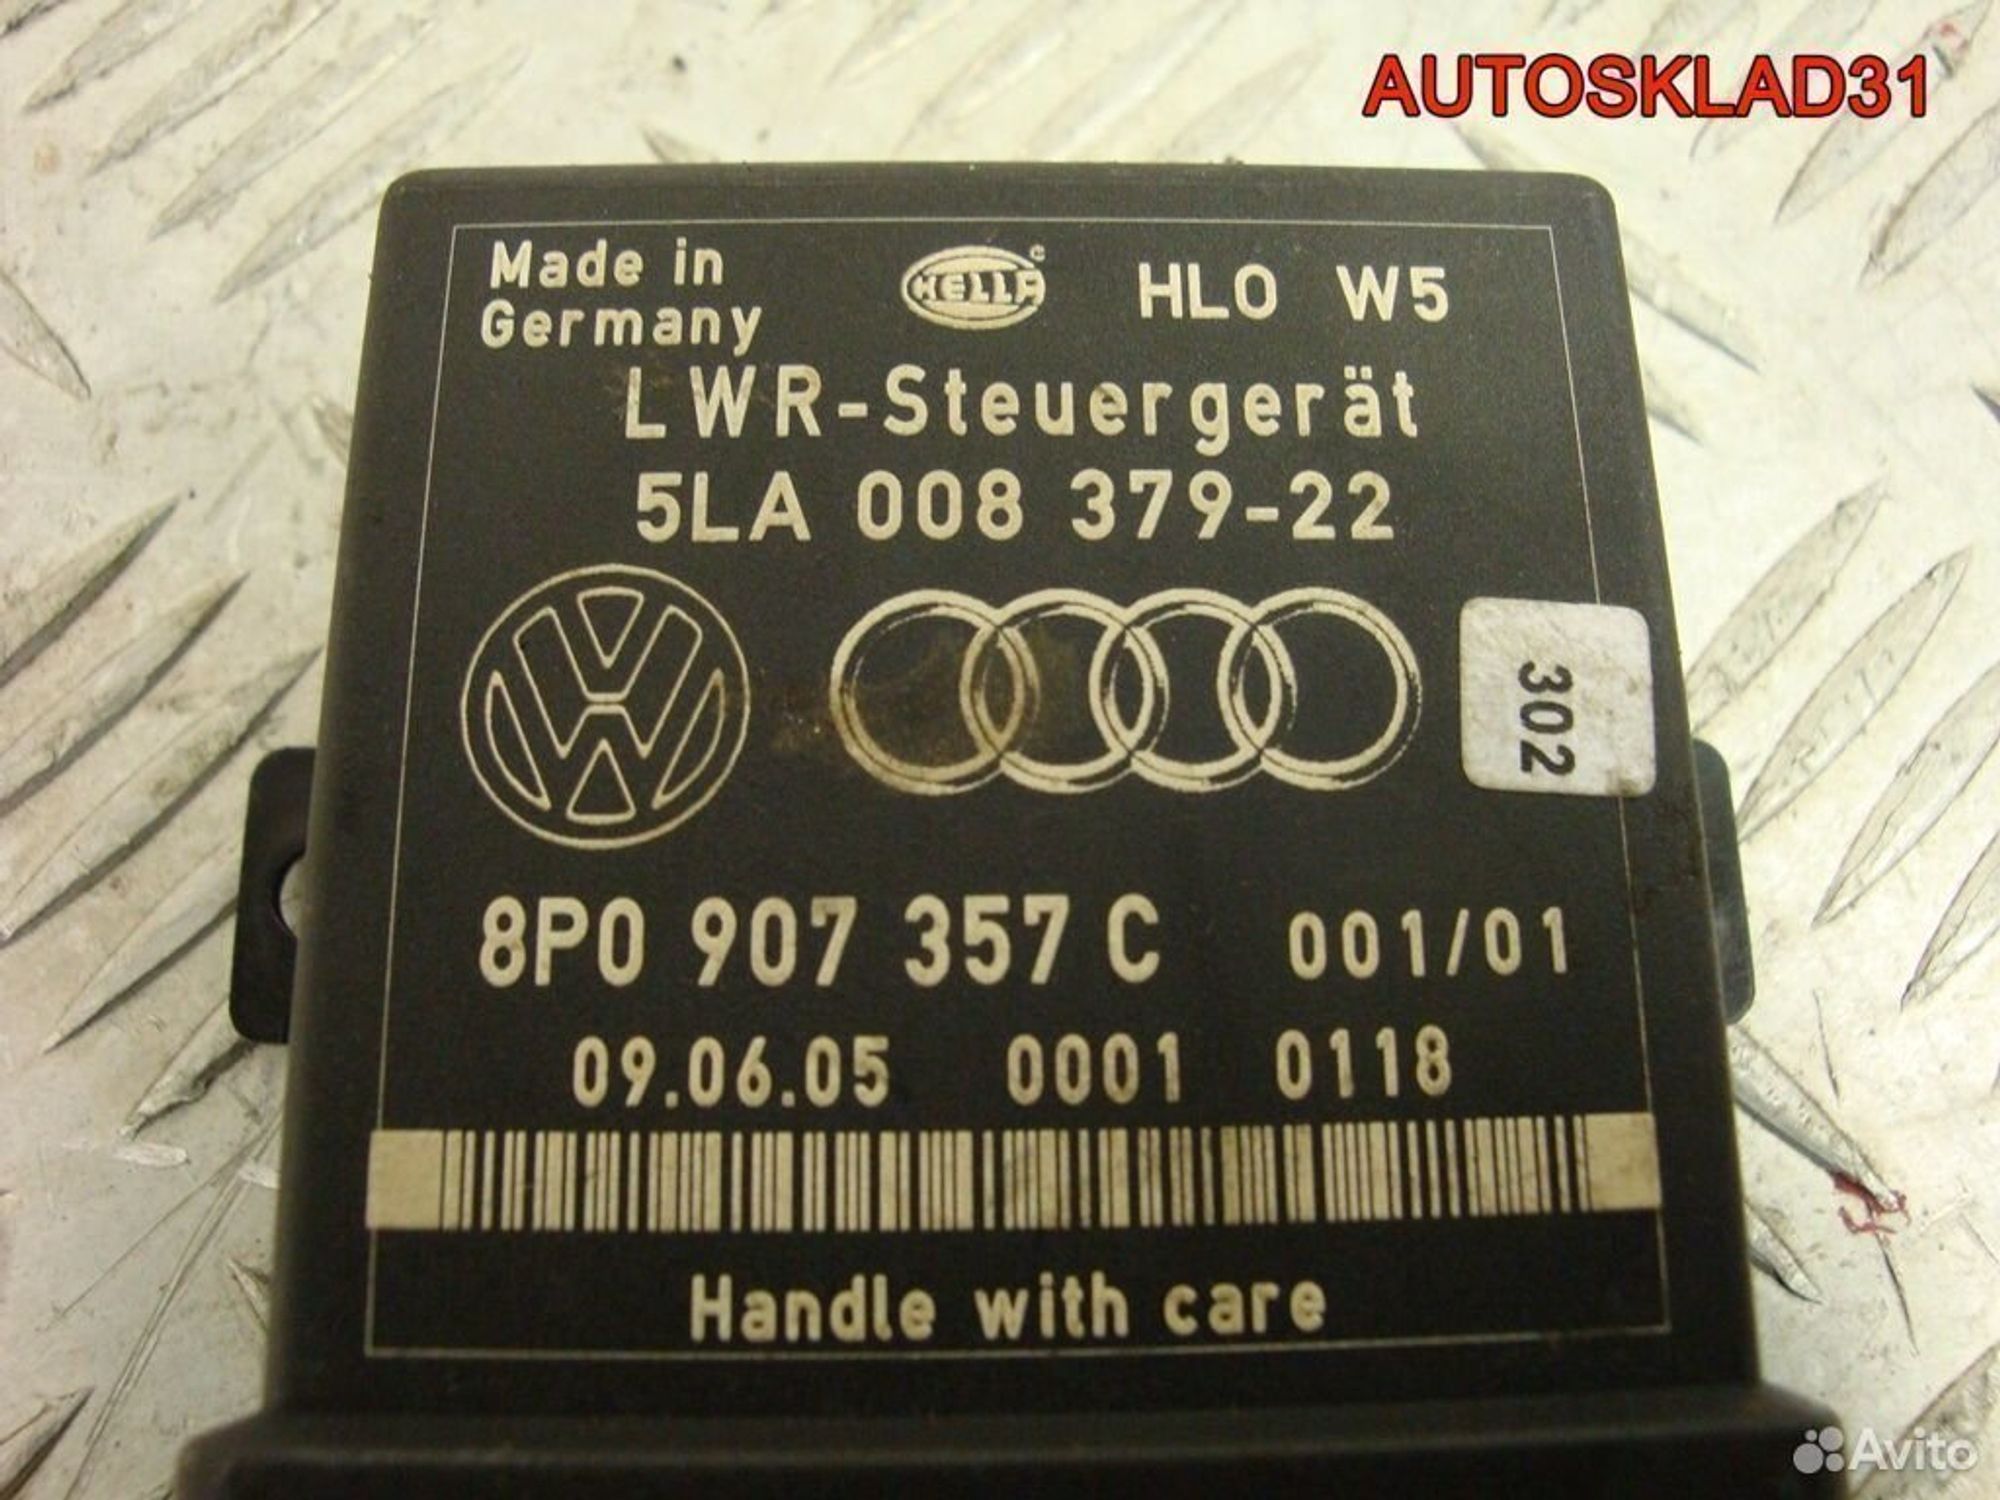 AUTOSKLAD31
Made in
Germany
HELLA
HLO W5
LWR-Steuergerät
5LA 008 379-22
302
8P0 907 357 C 001/01
09.06.05 0001 0118
Handle with care
Avito